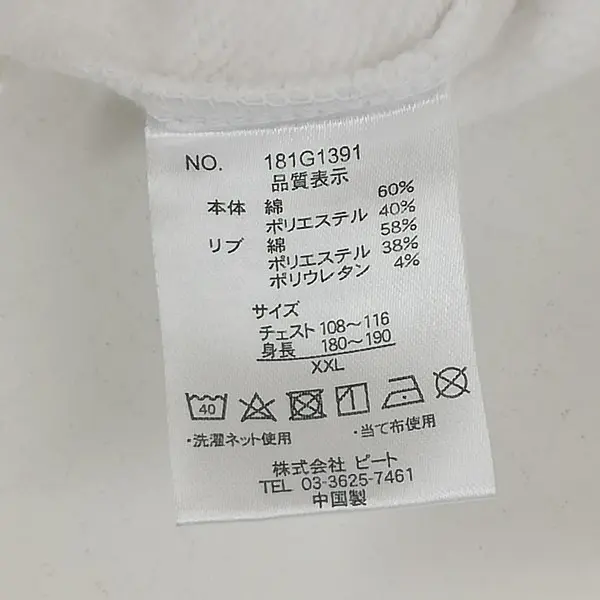 NO. 181G1391
品質表示
本体 綿 60%
ポリエステル 40%
リブ 綿 58%
ポリエステル 38%
ポリウレタン 4%
サイズ
チェスト 108～116
身長 180～190
XXL
40
・洗濯ネット使用 ・当て布使用
株式会社 ビート
TEL 03-3625-7461
中国製